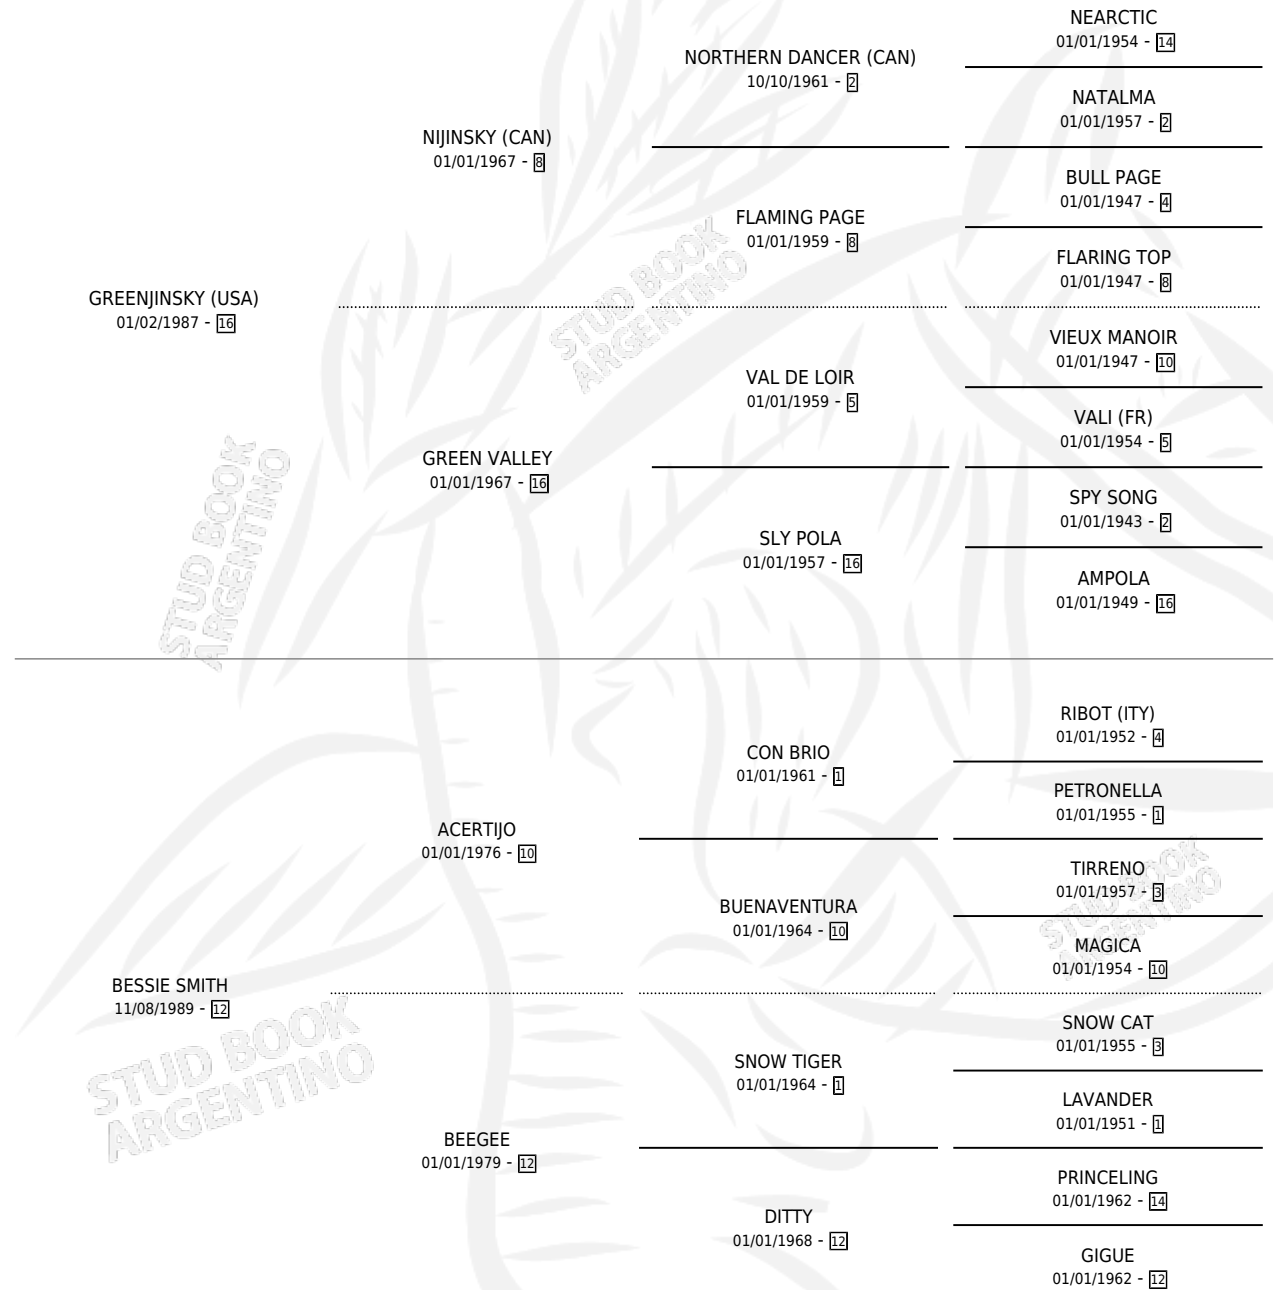 NEARCTIC
01/01/1954 - 14
NORTHERN DANCER (CAN)
10/10/1961 - 2
NATALMA
01/01/1957 - 2
NIJINSKY (CAN)
01/01/1967 - 8
BULL PAGE
01/01/1947 - 4
FLAMING PAGE
01/01/1959 - 8
FLARING TOP
01/01/1947 - 8
GREENJINSKY (USA)
01/02/1987 - 16
STUD BOOK
ARGENTINO
VIEUX MANOIR
01/01/1947 - 10
VAL DE LOIR
01/01/1959 - 5
VALI (FR)
01/01/1954 - 5
GREEN VALLEY
01/01/1967 - 16
SPY SONG
01/01/1943 - 2
SLY POLA
01/01/1957 - 16
AMPOLA
01/01/1949 - 16
STUD BOOK
ARGENTINO
RIBOT (ITY)
01/01/1952 - 4
CON BRIO
01/01/1961 - 1
PETRONELLA
01/01/1955 - 1
ACERTIJO
01/01/1976 - 10
TIRRENO
01/01/1957 - 3
BUENAVENTURA
01/01/1964 - 10
STUD BOOK
ARGENTINO
MAGICA
01/01/1954 - 10
BESSIE SMITH
11/08/1989 - 12
SNOW CAT
01/01/1955 - 3
SNOW TIGER
01/01/1964 - 1
STUD BOOK
ARGENTINO
LAVANDER
01/01/1951 - 1
BEEGEE
01/01/1979 - 12
PRINCELING
01/01/1962 - 14
DITTY
01/01/1968 - 12
GIGUE
01/01/1962 - 12